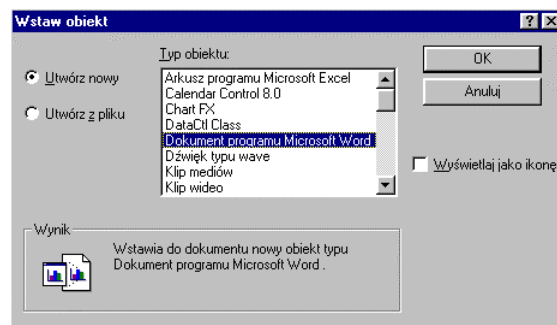 Wstaw obiekt
Typ obiektu:
Utwórz nowy
Utwórz z pliku
Arkusz programu Microsoft Excel
Calendar Control 8.0
Chart FX
DataCtl Class
Dokument programu Microsoft Word
Dźwięk typu wave
Klip mediów
Klip wideo
OK
Anuluj
Wyświetlaj jako ikonę
Wynik
Wstawia do dokumentu nowy obiekt typu
Dokument programu Microsoft Word .